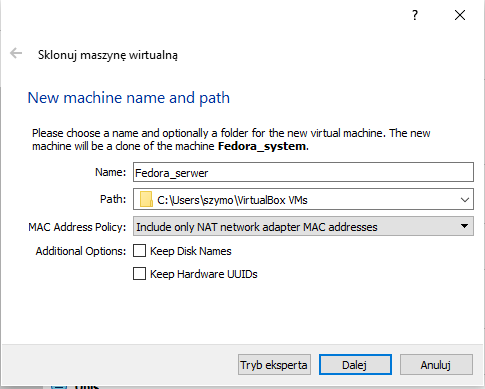 ?
Sklonuj maszynę wirtualną
New machine name and path
Please choose a name and optionally a folder for the new virtual machine. The new
machine will be a clone of the machine Fedora_system.
Name: Fedora_serwer
Path: C:\Users\szymo\VirtualBox VMs
MAC Address Policy: Include only NAT network adapter MAC addresses
Additional Options: Keep Disk Names
Keep Hardware UUIDs
Tryb eksperta Dalej Anuluj